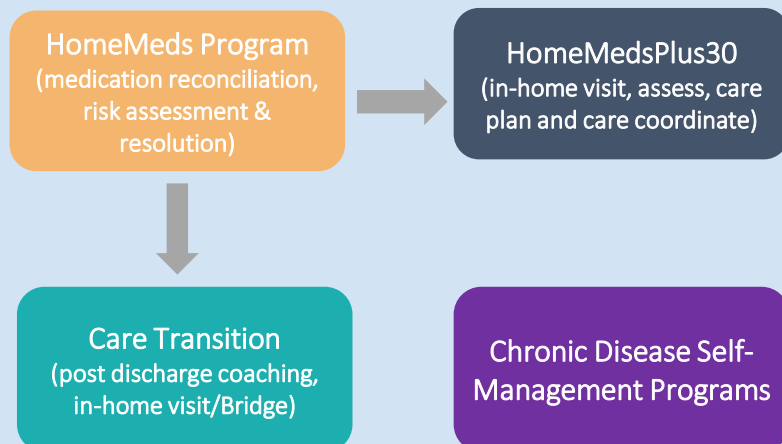 HomeMeds Program
(medication reconciliation,
risk assessment &
resolution)
HomeMedsPlus30
(in-home visit, assess, care
plan and care coordinate)
Care Transition
(post discharge coaching,
in-home visit/Bridge)
Chronic Disease Self-
Management Programs